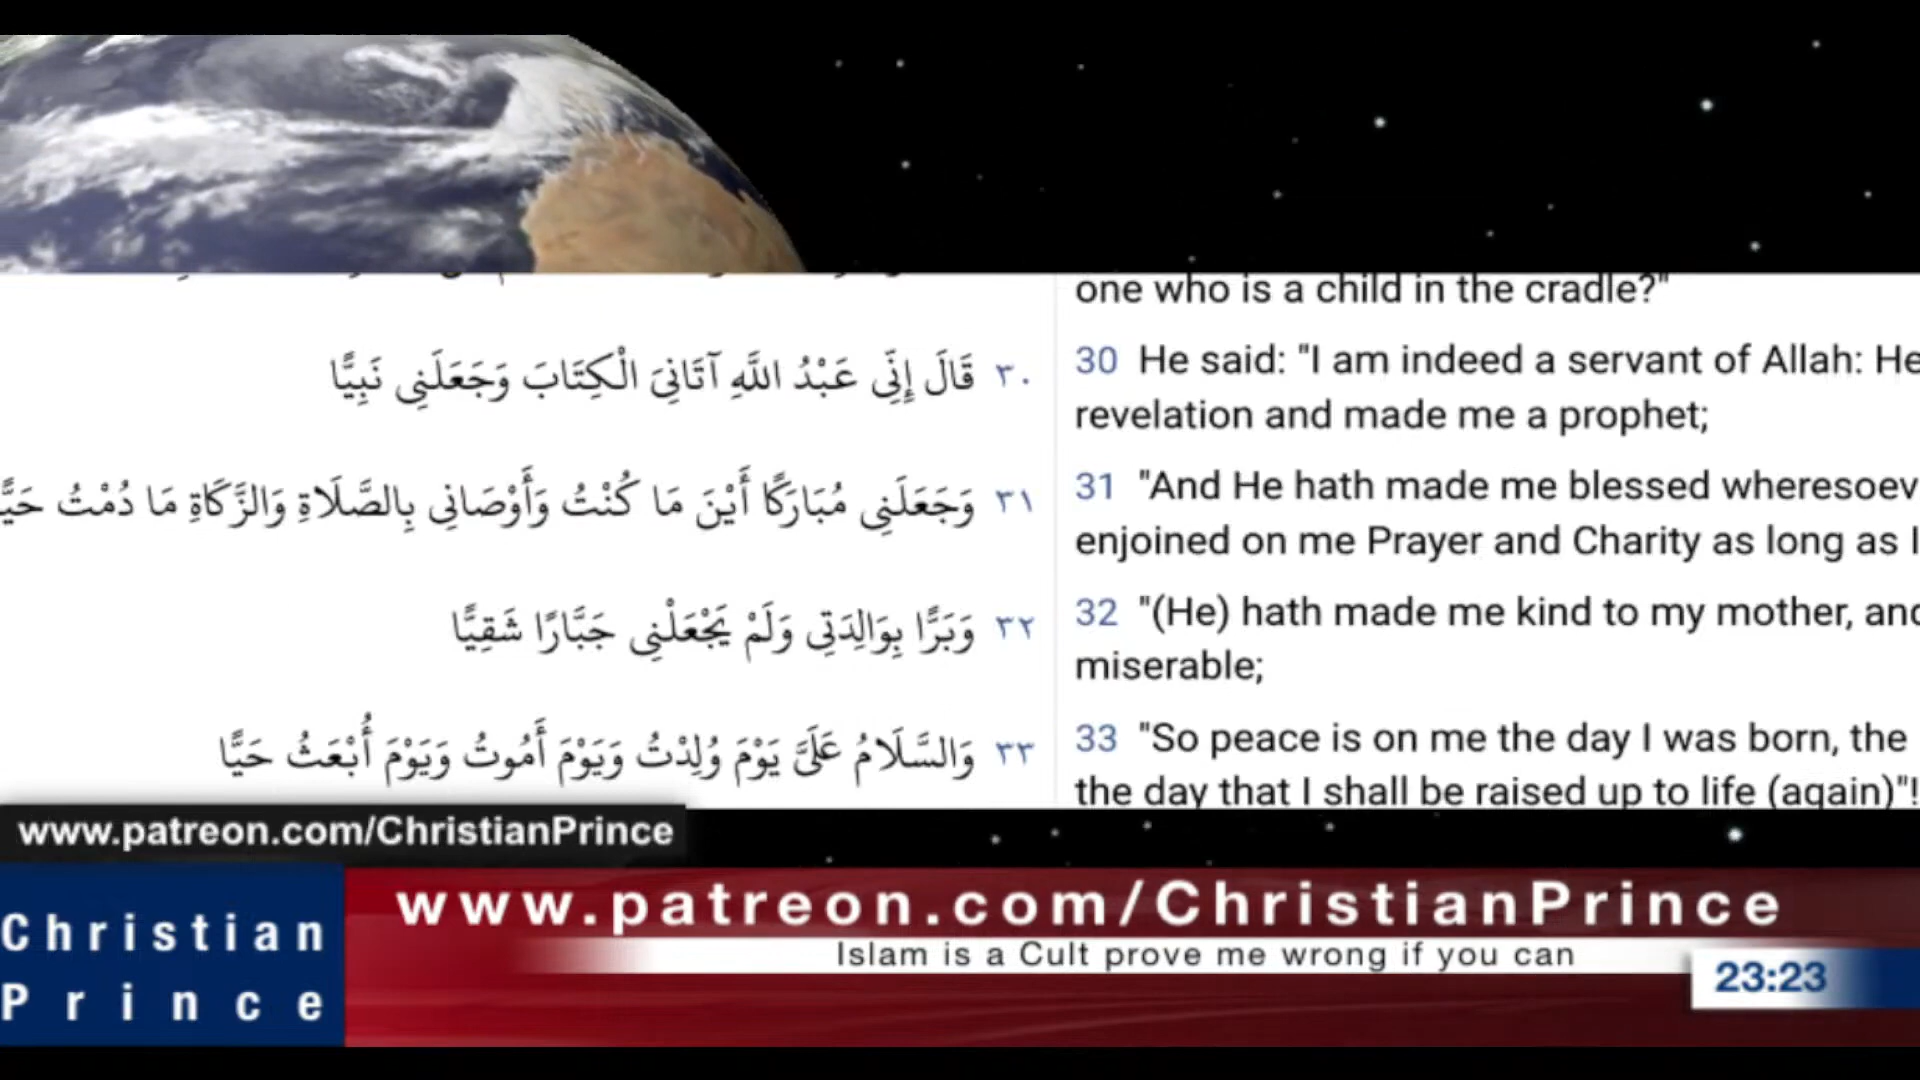 one who is a child in the cradle?"
٣٠ قَالَ إِنِّى عَبْدُ اللَّهِ آتَانِىَ الْكِتَابَ وَجَعَلَنِى نَبِيًّا
30 He said: "I am indeed a servant of Allah: He
revelation and made me a prophet;
٣١ وَجَعَلَنِى مُبَارَكًا أَيْنَ مَا كُنْتُ وَأَوْصَانِى بِالصَّلَاةِ وَالزَّكَاةِ مَا دُمْتُ حَيًّا
31 "And He hath made me blessed wheresoev
enjoined on me Prayer and Charity as long as I
٣٢ وَبَرًّا بِوَالِدَتِى وَلَمْ يَجْعَلْنِى جَبَّارًا شَقِيًّا
32 "(He) hath made me kind to my mother, and
miserable;
٣٣ وَالسَّلَامُ عَلَىَّ يَوْمَ وُلِدْتُ وَيَوْمَ أَمُوتُ وَيَوْمَ أُبْعَثُ حَيًّا
33 "So peace is on me the day I was born, the
the day that I shall be raised up to life (again)"!
www.patreon.com/ChristianPrince
Christian
Prince
www.patreon.com/ChristianPrince
Islam is a Cult prove me wrong if you can
23:23